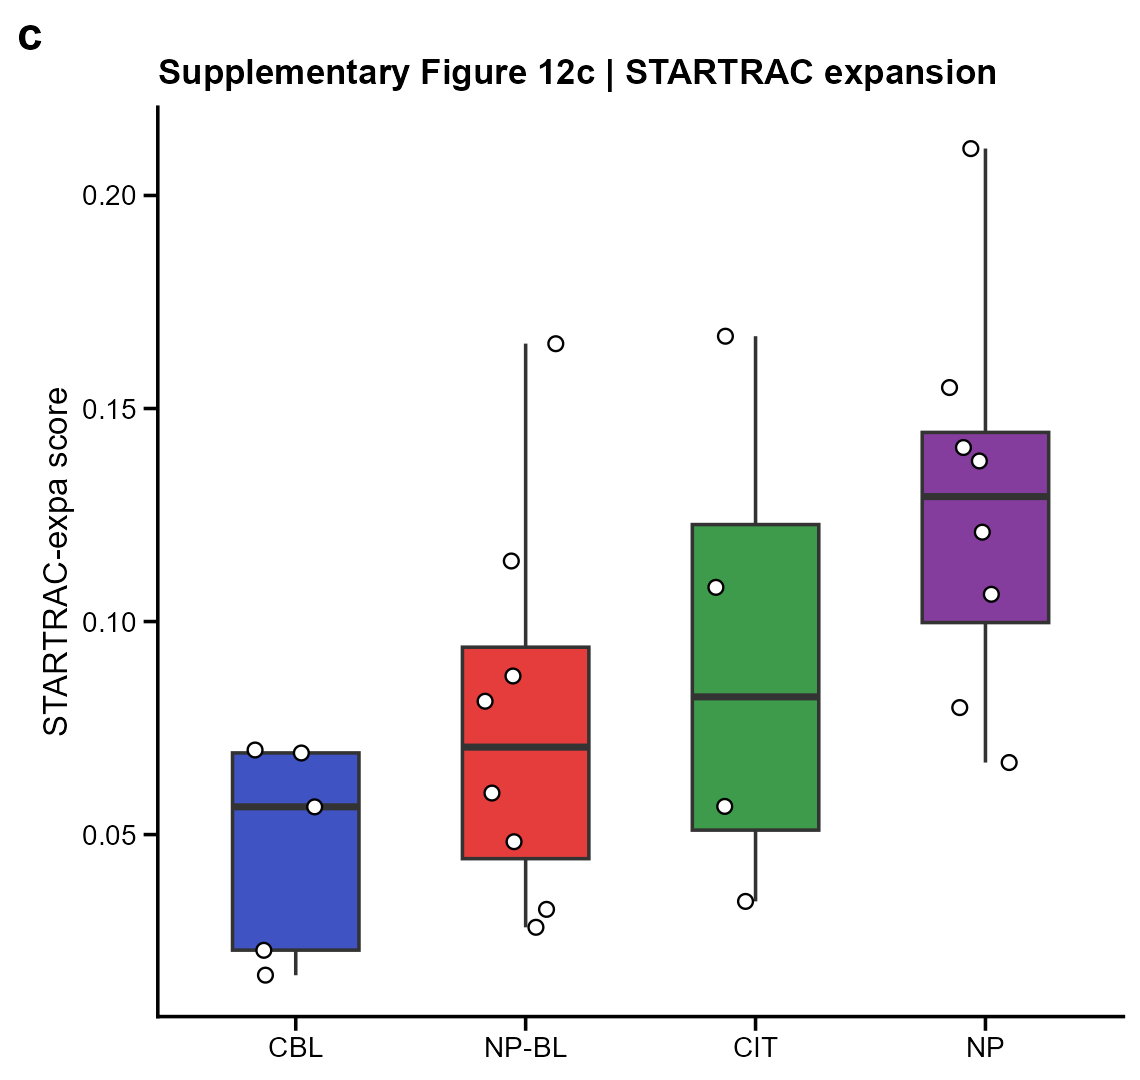 c
Supplementary Figure 12c | STARTRAC expansion
STARTRAC-expa score
0.20
0.15
0.10
0.05
CBL
NP-BL
CIT
NP